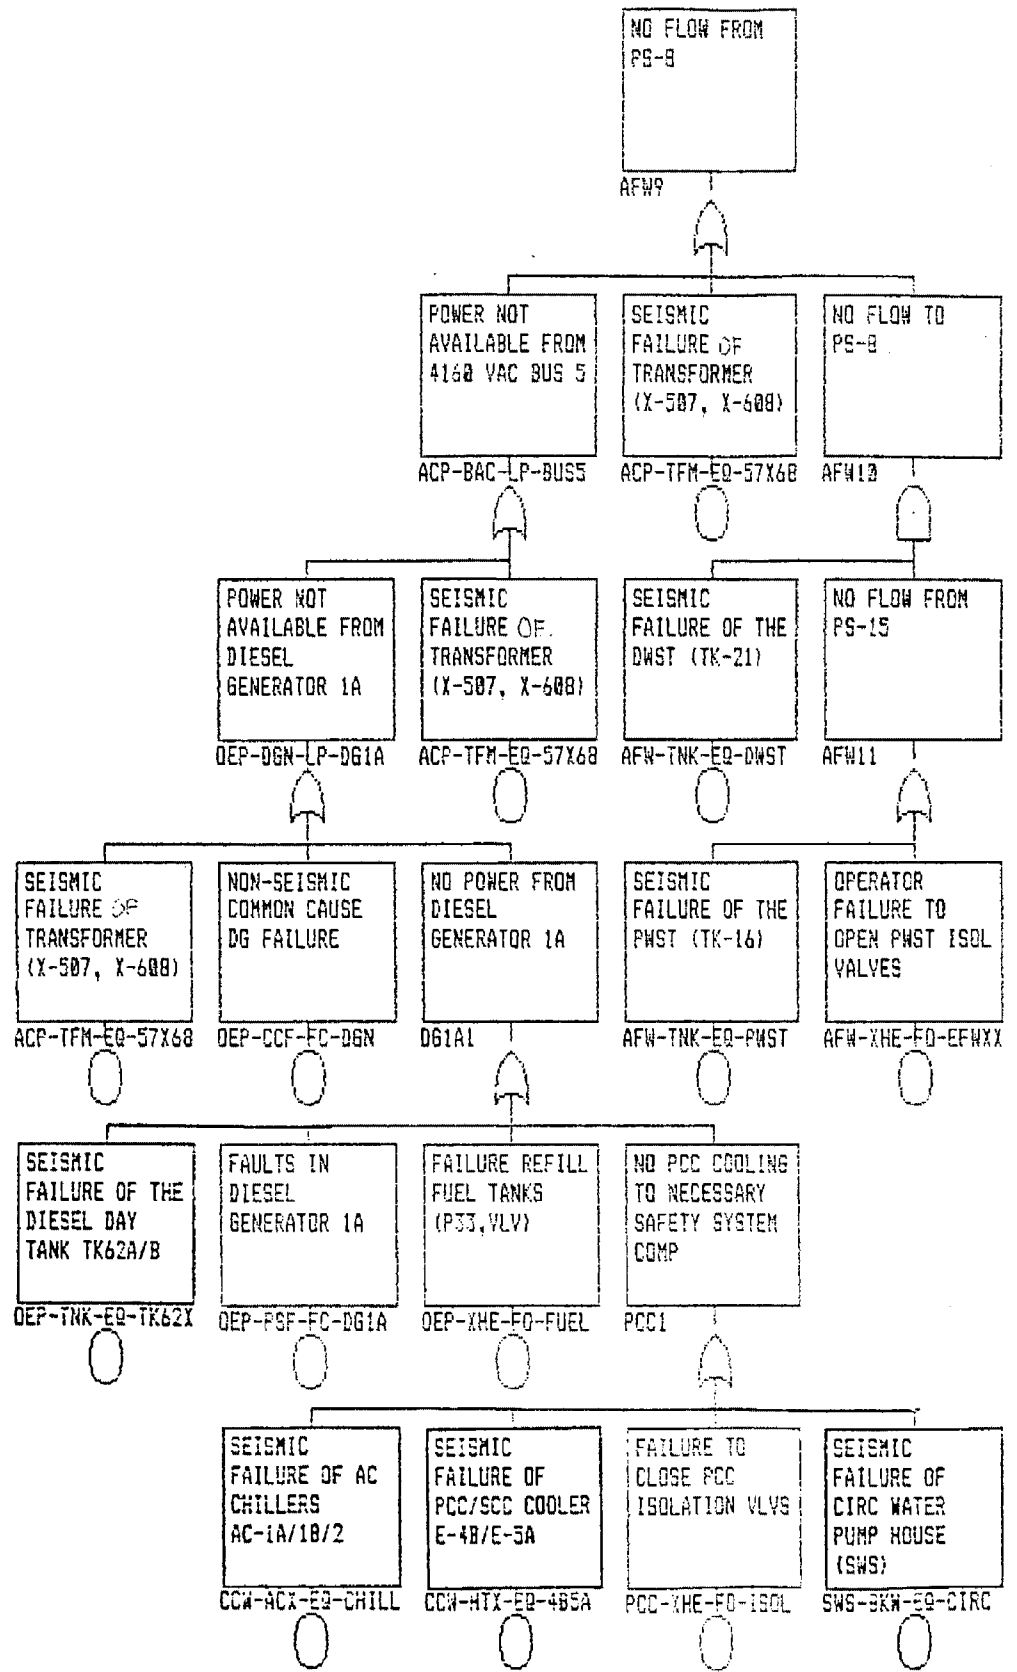 NO FLOW FROM
PS-8
AFW9
POWER NOT
AVAILABLE FROM
4160 VAC BUS 5
ACP-BAC-LP-BUS5
SEISMIC
FAILURE OF
TRANSFORMER
(X-507, X-608)
ACP-TFM-EQ-57X68
NO FLOW TO
PS-8
AFW10
POWER NOT
AVAILABLE FROM
DIESEL
GENERATOR 1A
OEP-DGN-LP-DG1A
SEISMIC
FAILURE OF
TRANSFORMER
(X-507, X-608)
ACP-TFM-EQ-57X68
SEISMIC
FAILURE OF THE
DWST (TK-21)
AFW-TNK-EQ-DWST
NO FLOW FROM
PS-15
AFW11
SEISMIC
FAILURE OF
TRANSFORMER
(X-507, X-608)
ACP-TFM-EQ-57X68
NON-SEISMIC
COMMON CAUSE
DG FAILURE
OEP-CCF-FC-DGN
NO POWER FROM
DIESEL
GENERATOR 1A
DG1A1
SEISMIC
FAILURE OF THE
PWST (TK-16)
AFW-TNK-EQ-PWST
OPERATOR
FAILURE TO
OPEN PWST ISOL
VALVES
AFW-XHE-FO-EFWXX
SEISMIC
FAILURE OF THE
DIESEL DAY
TANK TK62A/B
OEP-TNK-EQ-TK62X
FAULTS IN
DIESEL
GENERATOR 1A
OEP-PSF-FC-DG1A
FAILURE REFILL
FUEL TANKS
(P33,VLV)
OEP-XHE-FO-FUEL
NO PCC COOLING
TO NECESSARY
SAFETY SYSTEM
COMP
PCC1
SEISMIC
FAILURE OF AC
CHILLERS
AC-1A/1B/2
CCW-ACX-EQ-CHILL
SEISMIC
FAILURE OF
PCC/SCC COOLER
E-4B/E-5A
CCW-HTX-EQ-4B5A
FAILURE TO
CLOSE PCC
ISOLATION VLVS
PCC-XHE-FO-ISOL
SEISMIC
FAILURE OF
CIRC WATER
PUMP HOUSE
(SWS)
SWS-BKW-EQ-CIRC